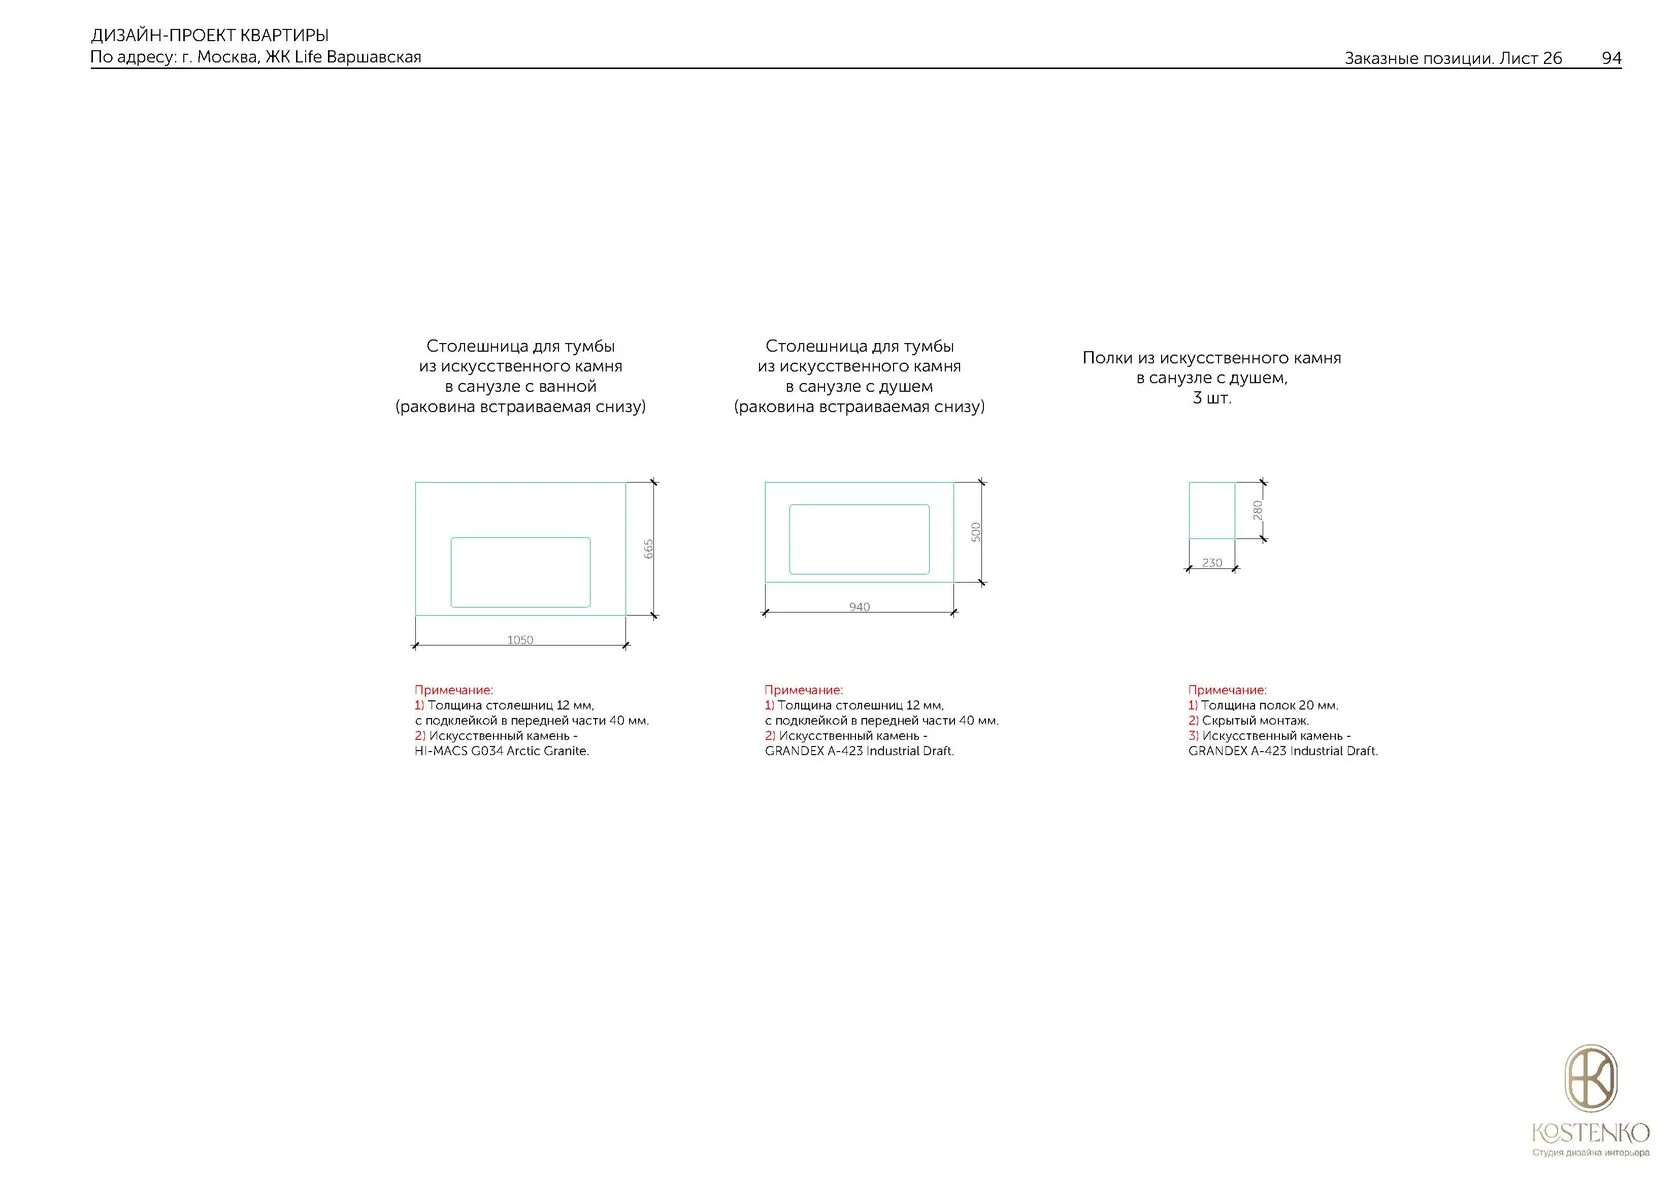 ДИЗАЙН-ПРОЕКТ КВАРТИРЫ
По адресу: г. Москва, ЖК Life Варшавская
Заказные позиции. Лист 26 94
Столешница для тумбы
из искусственного камня
в санузле с ванной
(раковина встраиваемая снизу)
665
1050
Примечание:
1) Толщина столешниц 12 мм,
с подклейкой в передней части 40 мм.
2) Искусственный камень -
HI-MACS G034 Arctic Granite.
Столешница для тумбы
из искусственного камня
в санузле с душем
(раковина встраиваемая снизу)
500
940
Примечание:
1) Толщина столешниц 12 мм,
с подклейкой в передней части 40 мм.
2) Искусственный камень -
GRANDEX A-423 Industrial Draft.
Полки из искусственного камня
в санузле с душем,
3 шт.
280
230
Примечание:
1) Толщина полок 20 мм.
2) Скрытый монтаж.
3) Искусственный камень -
GRANDEX A-423 Industrial Draft.
KOSTENKO
Студия дизайна интерьера